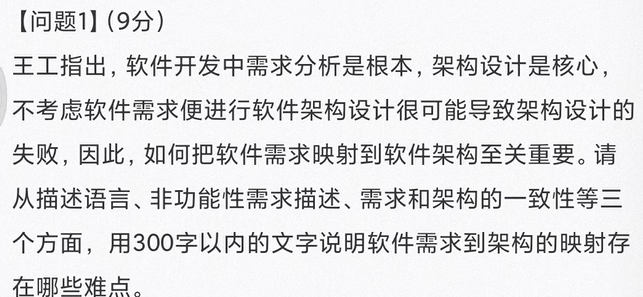 【问题1】(9分)
王工指出, 软件开发中需求分析是根本, 架构设计是核心,
不考虑软件需求便进行软件架构设计很可能导致架构设计的
失败, 因此, 如何把软件需求映射到软件架构至关重要。请
从描述语言、非功能性需求描述、需求和架构的一致性等三
个方面, 用300字以内的文字说明软件需求到架构的映射存
在哪些难点。